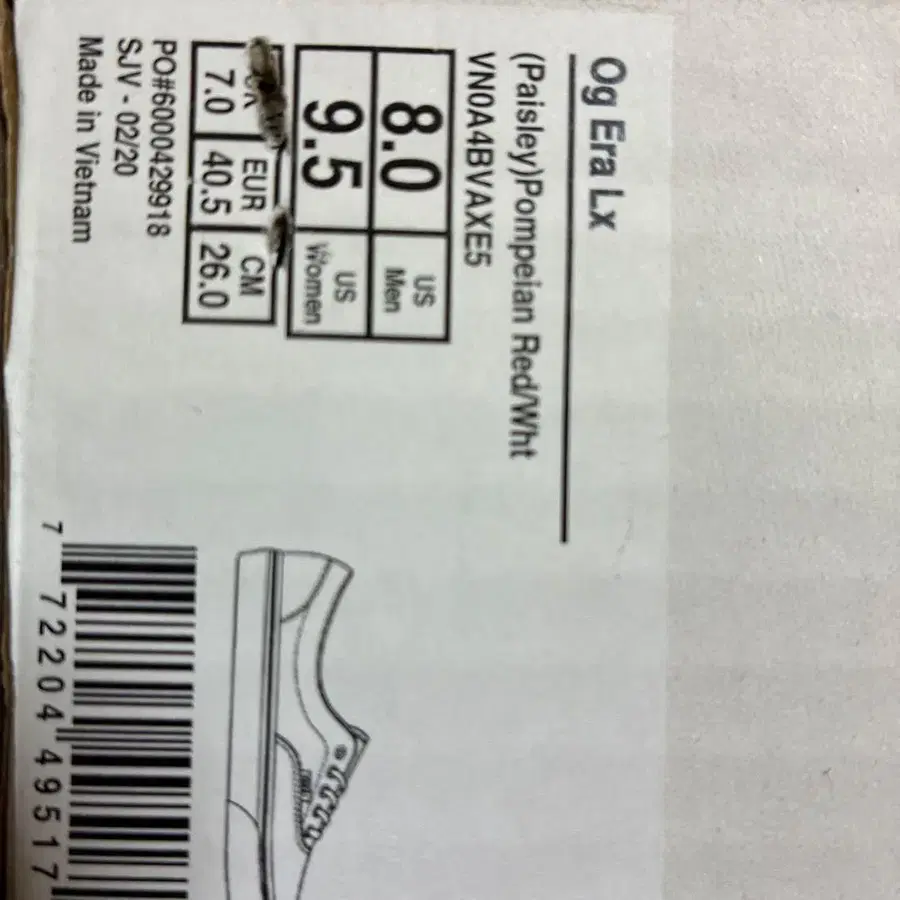 Og Era Lx
(Paisley)Pompeian Red/Wht
VN0A4BVAXE5
8.0 US Men
9.5 US Women
EUR CM
7.0 40.5 26.0
PO#6000429918
SJV - 02/20
Made in Vietnam
7 72204 49517